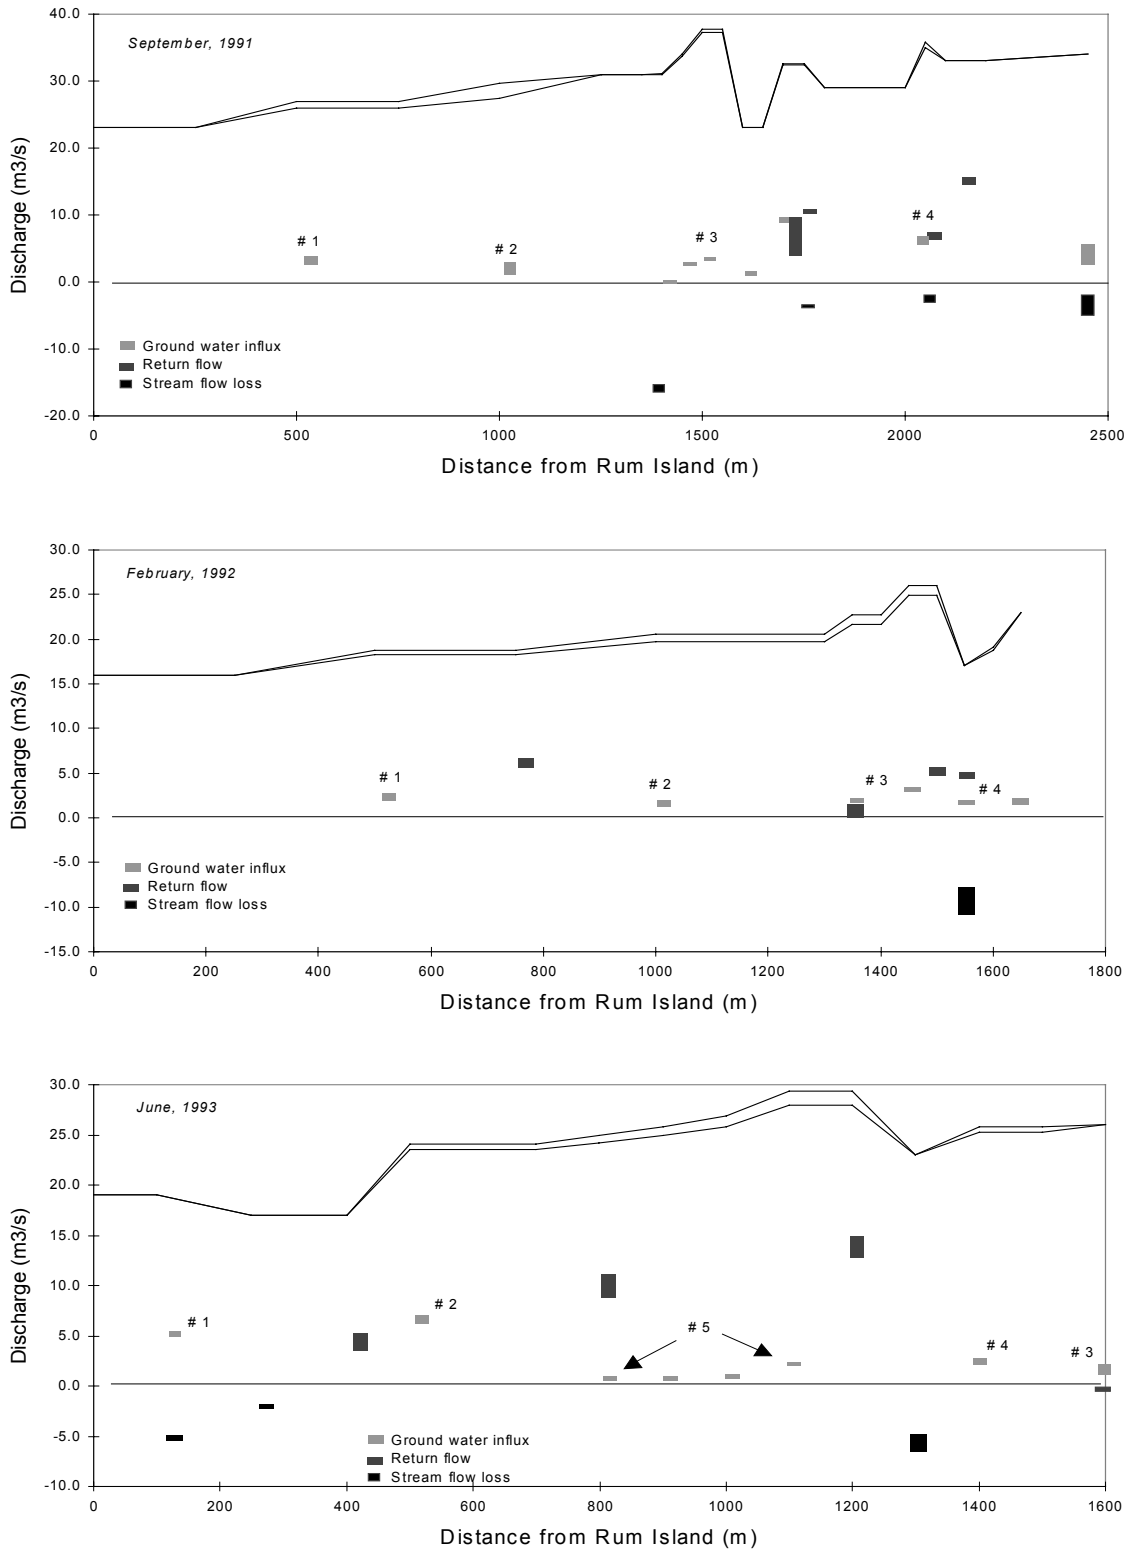 40.0
September, 1991
30.0
20.0
10.0
0.0
-10.0
-20.0
Discharge (m3/s)
# 1
# 2
# 3
# 4
Ground water influx
Return flow
Stream flow loss
0 500 1000 1500 2000 2500
Distance from Rum Island (m)
30.0
February, 1992
25.0
20.0
15.0
10.0
5.0
0.0
-5.0
-10.0
-15.0
Discharge (m3/s)
# 1
# 2
# 3
# 4
Ground water influx
Return flow
Stream flow loss
0 200 400 600 800 1000 1200 1400 1600 1800
Distance from Rum Island (m)
30.0
June, 1993
25.0
20.0
15.0
10.0
5.0
0.0
-5.0
-10.0
Discharge (m3/s)
# 1
# 2
# 5
# 4
# 3
Ground water influx
Return flow
Stream flow loss
0 200 400 600 800 1000 1200 1400 1600
Distance from Rum Island (m)